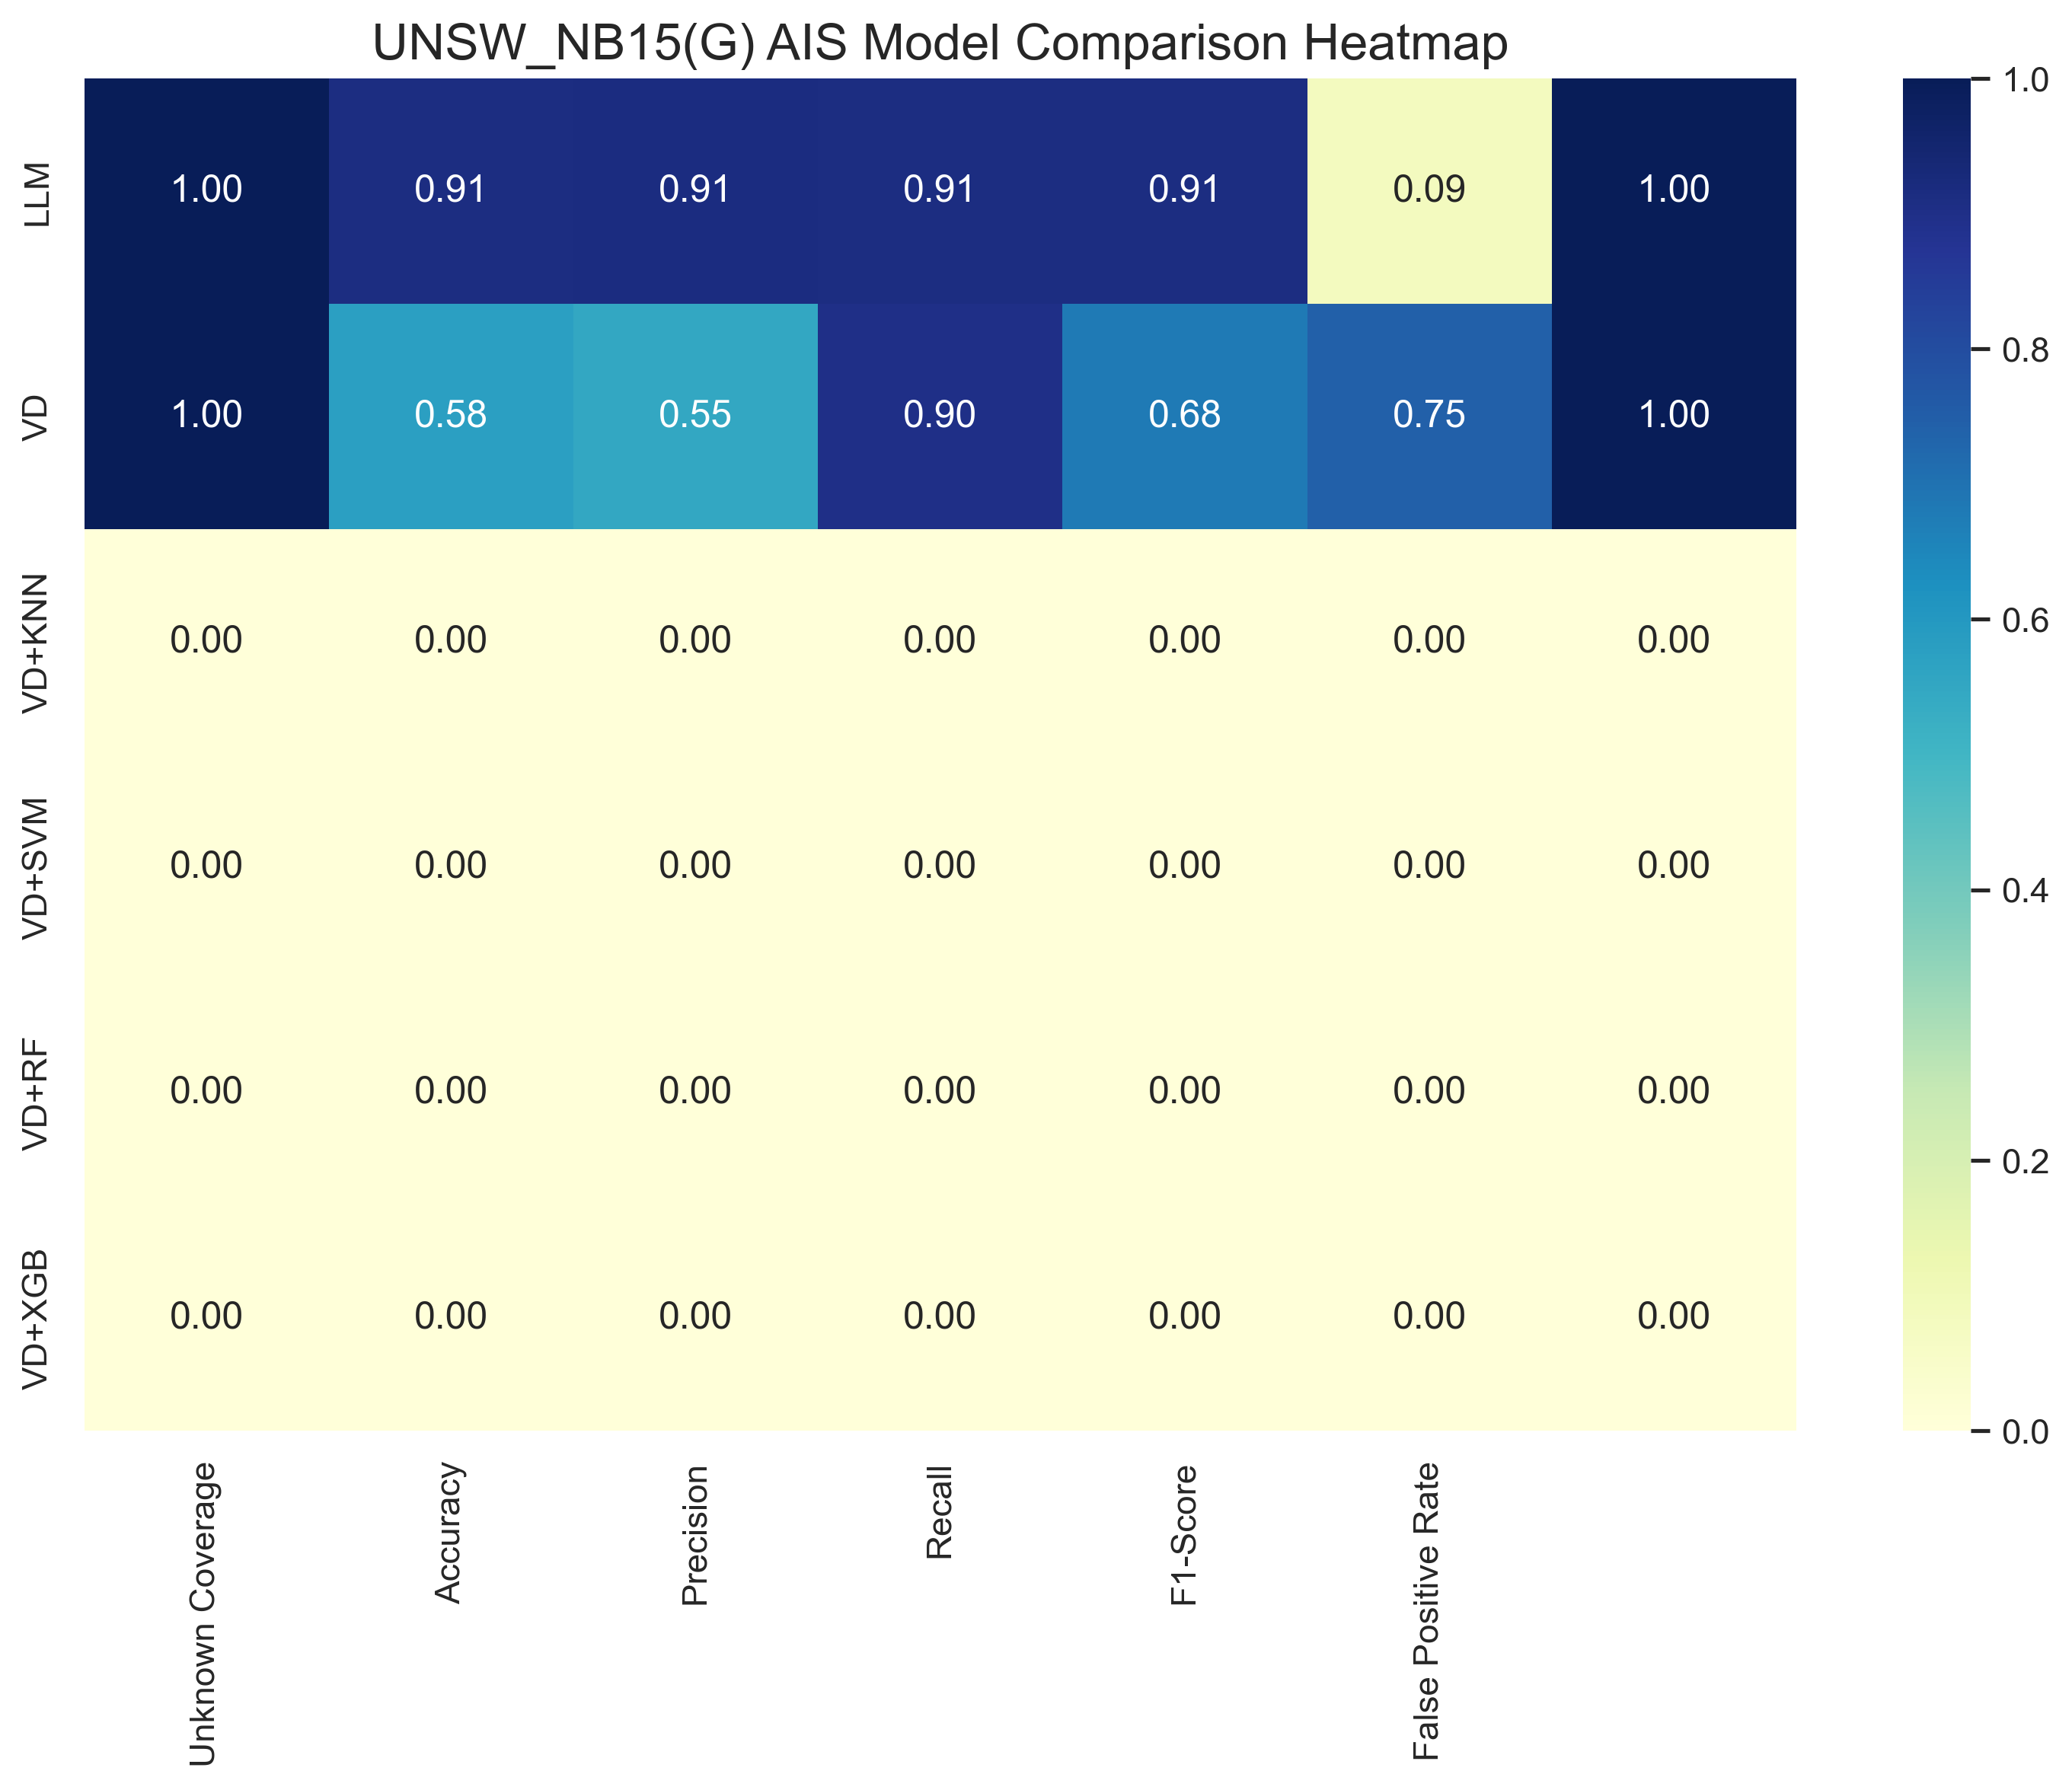 UNSW_NB15(G) AIS Model Comparison Heatmap
LLM 1.00 0.91 0.91 0.91 0.91 0.09 1.00
VD 1.00 0.58 0.55 0.90 0.68 0.75 1.00
VD+KNN 0.00 0.00 0.00 0.00 0.00 0.00 0.00
VD+SVM 0.00 0.00 0.00 0.00 0.00 0.00 0.00
VD+RF 0.00 0.00 0.00 0.00 0.00 0.00 0.00
VD+XGB 0.00 0.00 0.00 0.00 0.00 0.00 0.00
Unknown Coverage
Accuracy
Precision
Recall
F1-Score
False Positive Rate
1.0
0.8
0.6
0.4
0.2
0.0